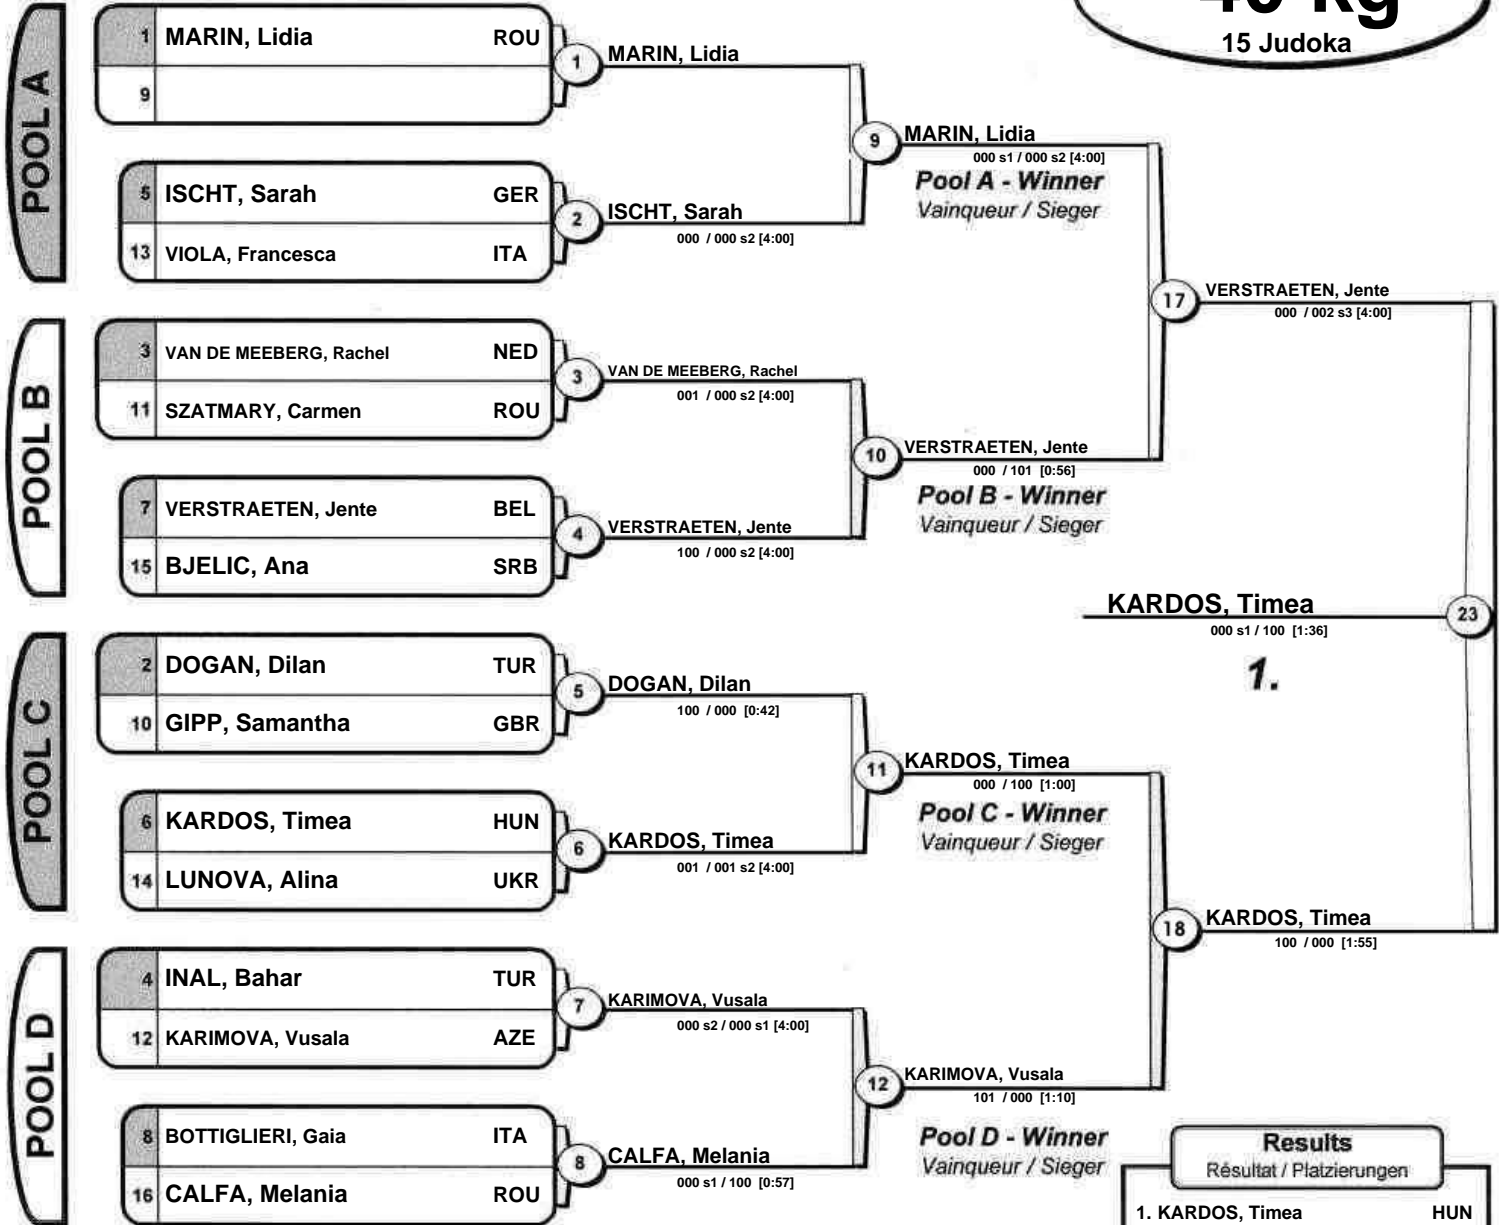 15 Judoka
POOL A
1 MARIN, Lidia ROU
9
1 MARIN, Lidia
5 ISCHT, Sarah GER
13 VIOLA, Francesca ITA
2 ISCHT, Sarah
000 / 000 s2 [4:00]
9 MARIN, Lidia
000 s1 / 000 s2 [4:00]
Pool A - Winner
Vainqueur / Sieger
POOL B
3 VAN DE MEEBERG, Rachel NED
11 SZATMARY, Carmen ROU
3 VAN DE MEEBERG, Rachel
001 / 000 s2 [4:00]
7 VERSTRAETEN, Jente BEL
15 BJELIC, Ana SRB
4 VERSTRAETEN, Jente
100 / 000 s2 [4:00]
10 VERSTRAETEN, Jente
000 / 101 [0:56]
Pool B - Winner
Vainqueur / Sieger
17 VERSTRAETEN, Jente
000 / 002 s3 [4:00]
POOL C
2 DOGAN, Dilan TUR
10 GIPP, Samantha GBR
5 DOGAN, Dilan
100 / 000 [0:42]
6 KARDOS, Timea HUN
14 LUNOVA, Alina UKR
6 KARDOS, Timea
001 / 001 s2 [4:00]
11 KARDOS, Timea
000 / 100 [1:00]
Pool C - Winner
Vainqueur / Sieger
POOL D
4 INAL, Bahar TUR
12 KARIMOVA, Vusala AZE
7 KARIMOVA, Vusala
000 s2 / 000 s1 [4:00]
8 BOTTIGLIERI, Gaia ITA
16 CALFA, Melania ROU
8 CALFA, Melania
000 s1 / 100 [0:57]
12 KARIMOVA, Vusala
101 / 000 [1:10]
Pool D - Winner
Vainqueur / Sieger
18 KARDOS, Timea
100 / 000 [1:55]
KARDOS, Timea 23
000 s1 / 100 [1:36]
1.
Results
Résultat / Platzierungen
1. KARDOS, Timea HUN